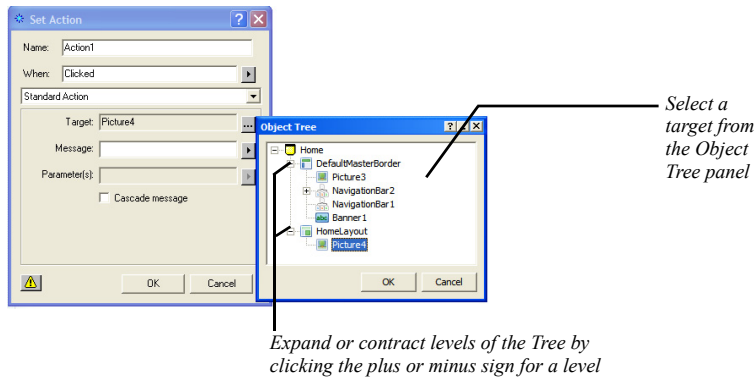 Set Action
Name: Action1
When: Clicked
Standard Action
Target: Picture4 ...
Message:
Parameter(s):
Cascade message
OK Cancel
Object Tree
Home
DefaultMasterBorder
Picture3
NavigationBar2
NavigationBar1
abc Banner1
HomeLayout
Picture4
OK Cancel
Select a
target from
the Object
Tree panel
Expand or contract levels of the Tree by
clicking the plus or minus sign for a level